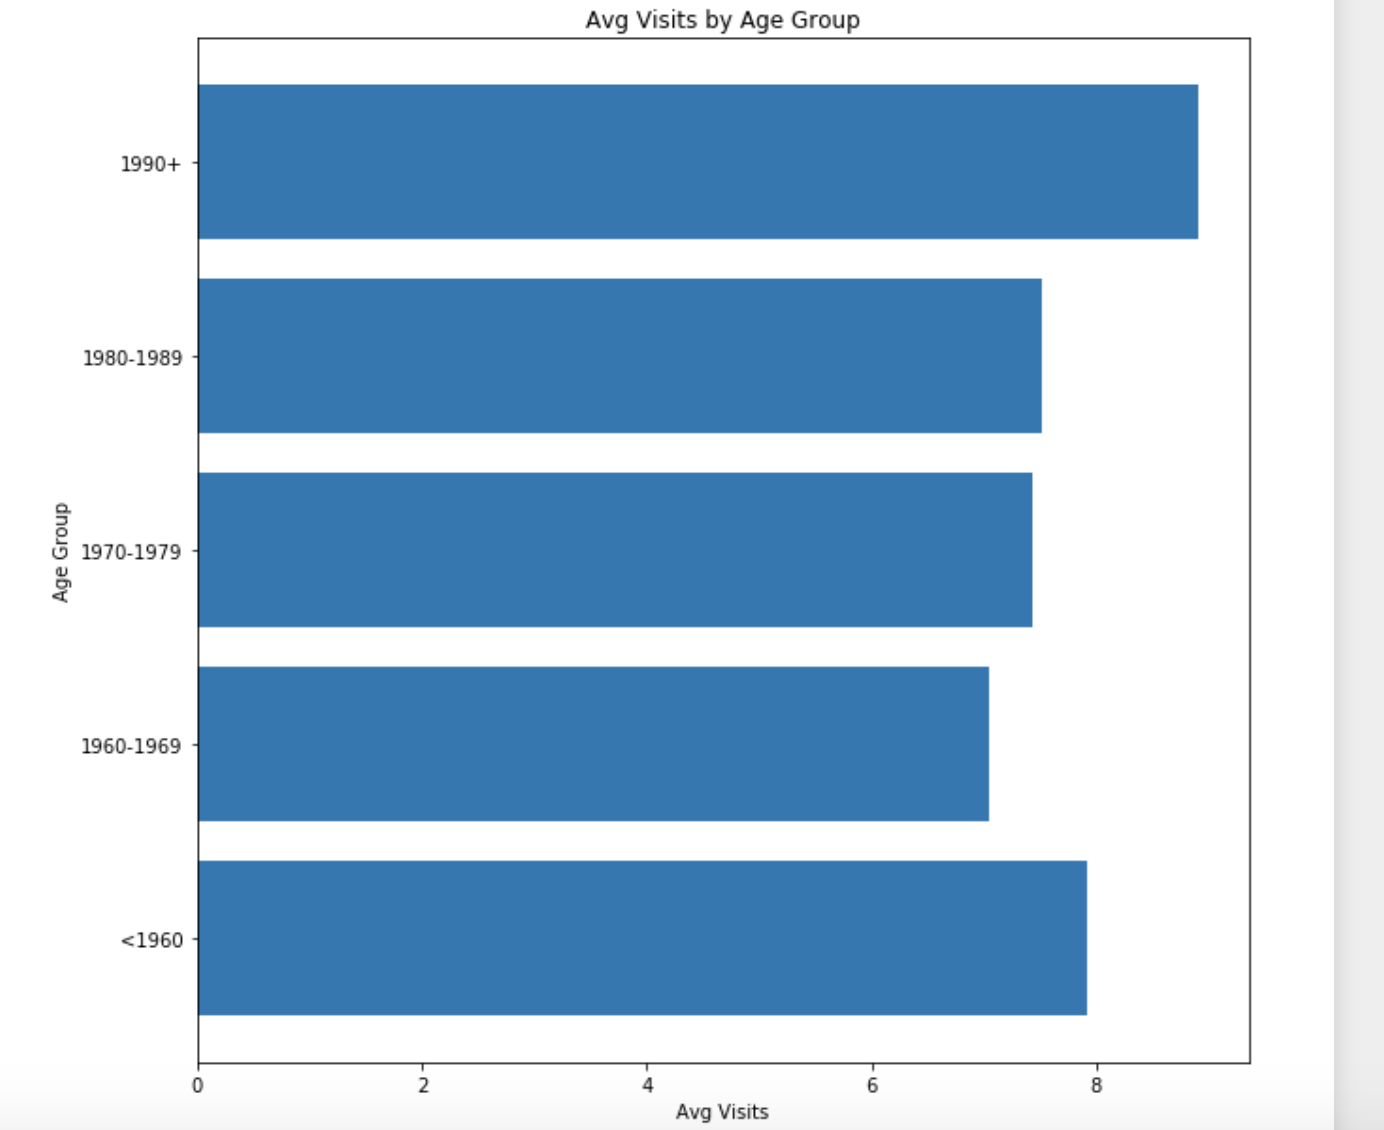 Avg Visits by Age Group
1990+
1980-1989
1970-1979
1960-1969
<1960
Age Group
0 2 4 6 8
Avg Visits